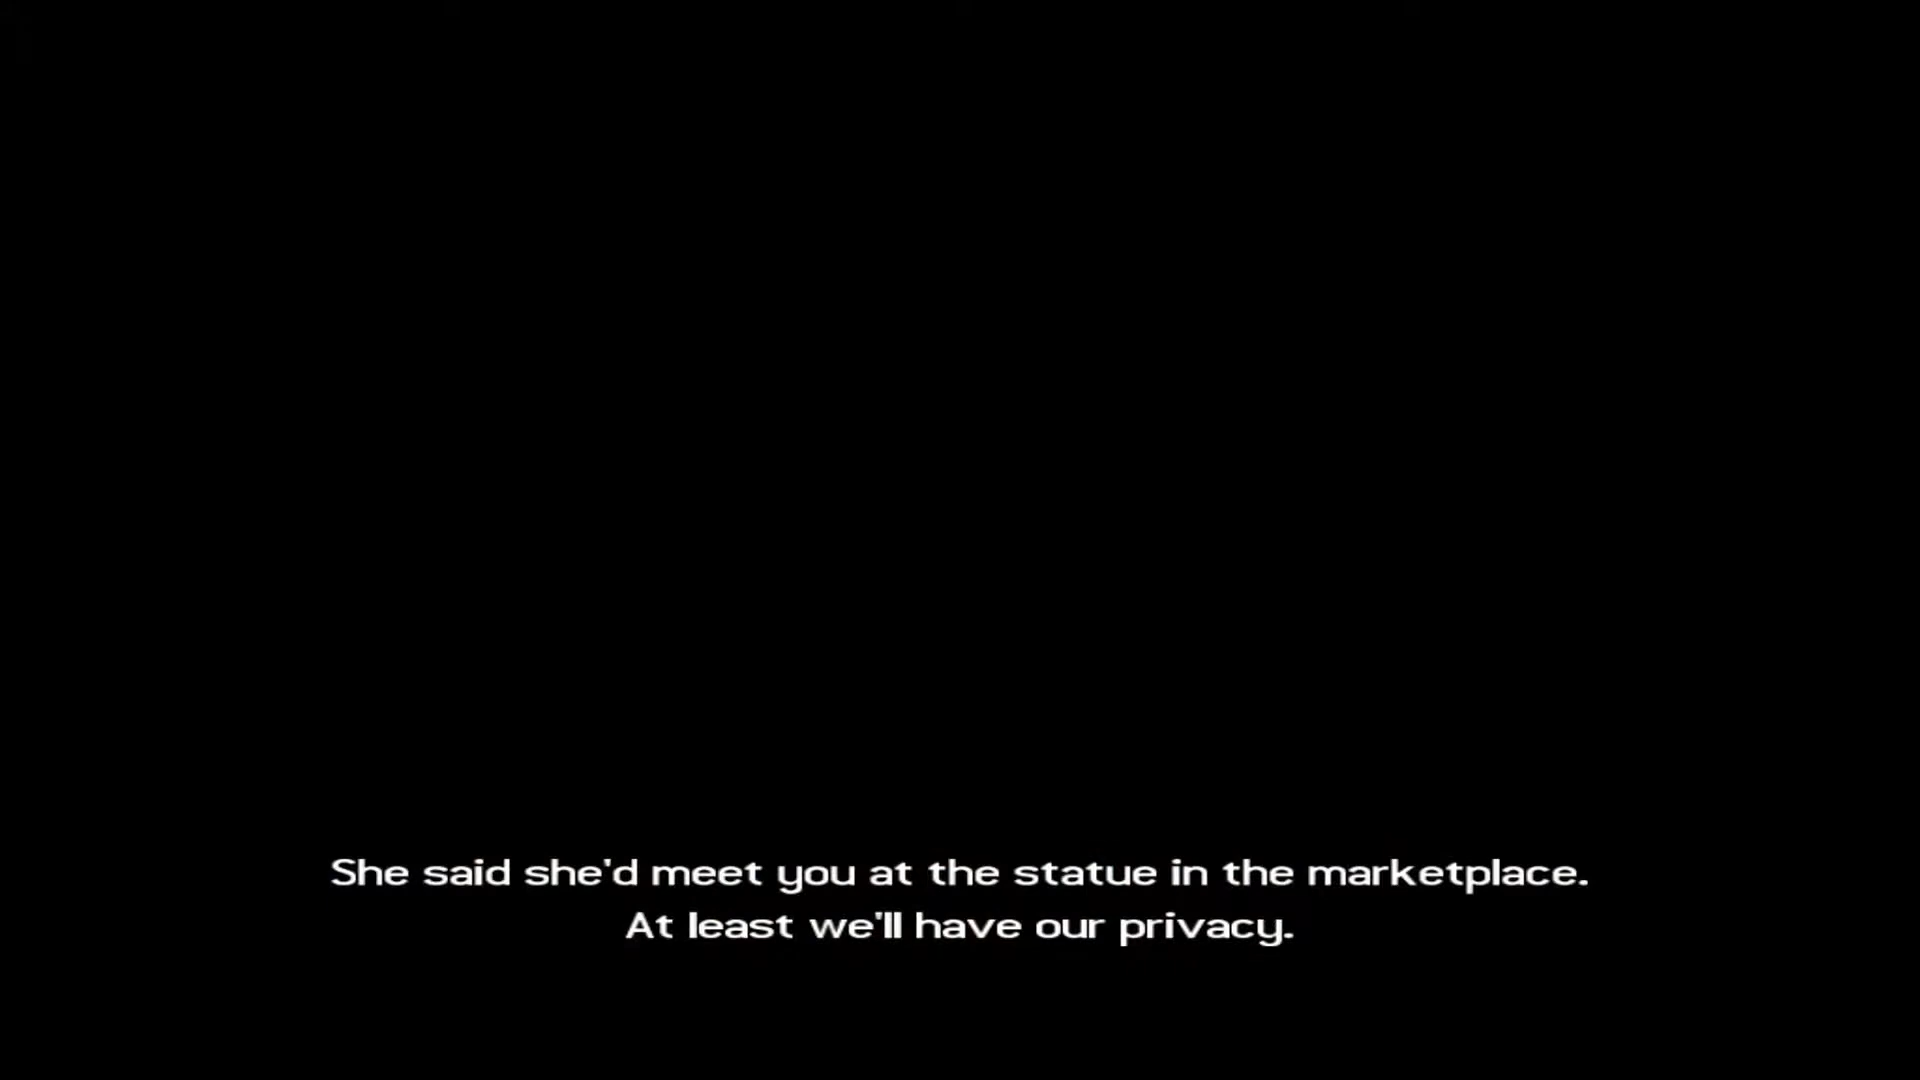 She said she'd meet you at the statue in the marketplace.
At least we'll have our privacy.